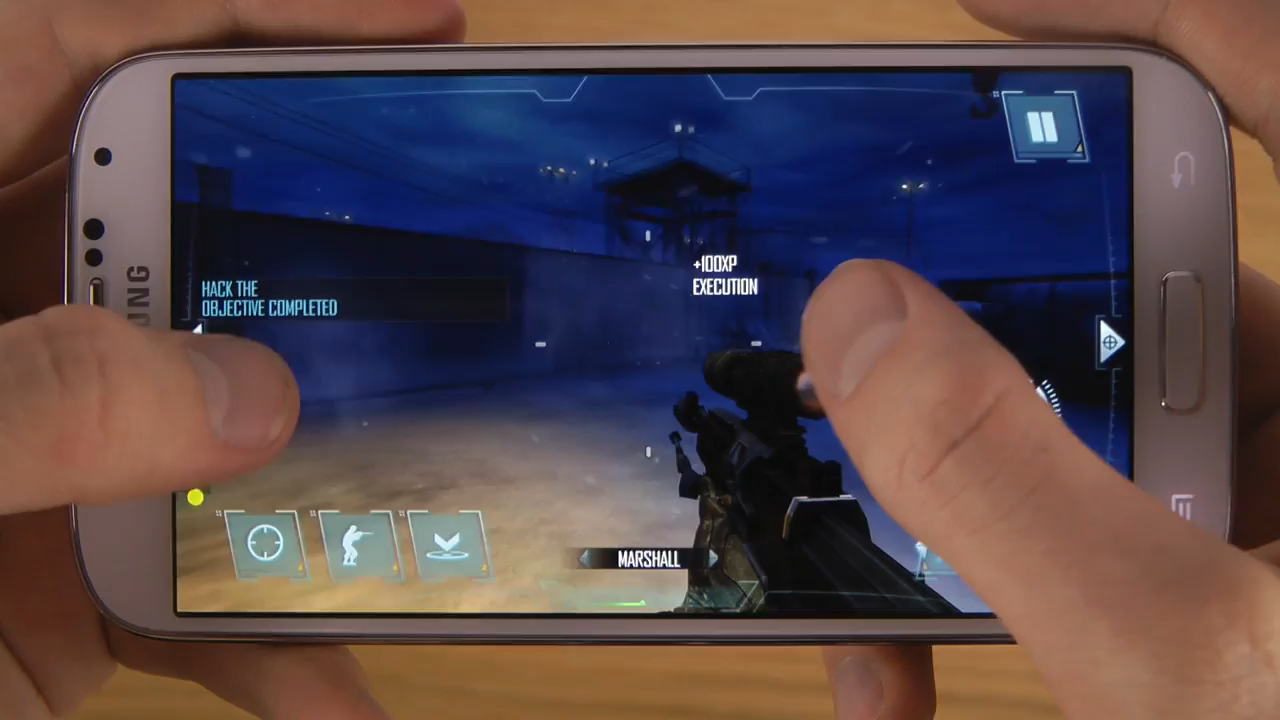 +100XP
EXECUTION
HACK THE
OBJECTIVE COMPLETED
MARSHALL